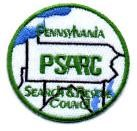 PENNSYLVANIA
PSARC
SEARCH & RESCUE
COUNCIL